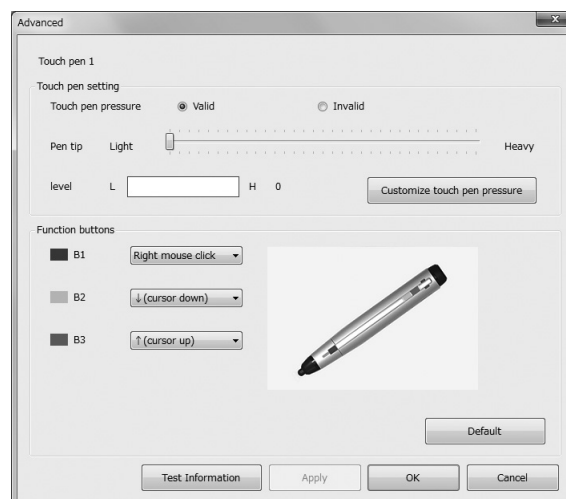 Advanced
Touch pen 1
Touch pen setting
Touch pen pressure Valid Invalid
Pen tip Light Heavy
level L H 0 Customize touch pen pressure
Function buttons
B1 Right mouse click
B2 ↓(cursor down)
B3 ↑(cursor up)
Default
Test Information Apply OK Cancel